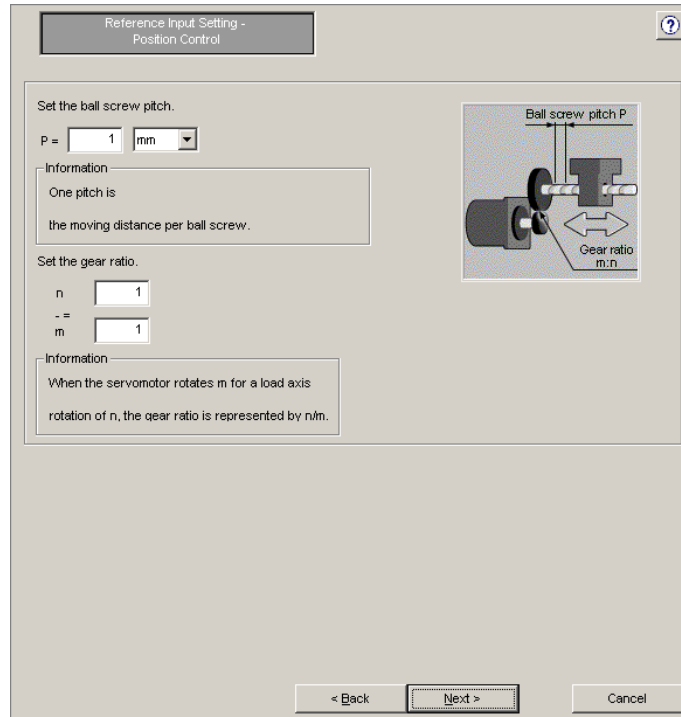 Reference Input Setting -
Position Control
?
Set the ball screw pitch.
P = 1 mm
Information
One pitch is
the moving distance per ball screw.
Ball screw pitch P
Gear ratio
m:n
Set the gear ratio.
n 1
- =
m 1
Information
When the servomotor rotates m for a load axis
rotation of n, the gear ratio is represented by n/m.
< Back Next > Cancel